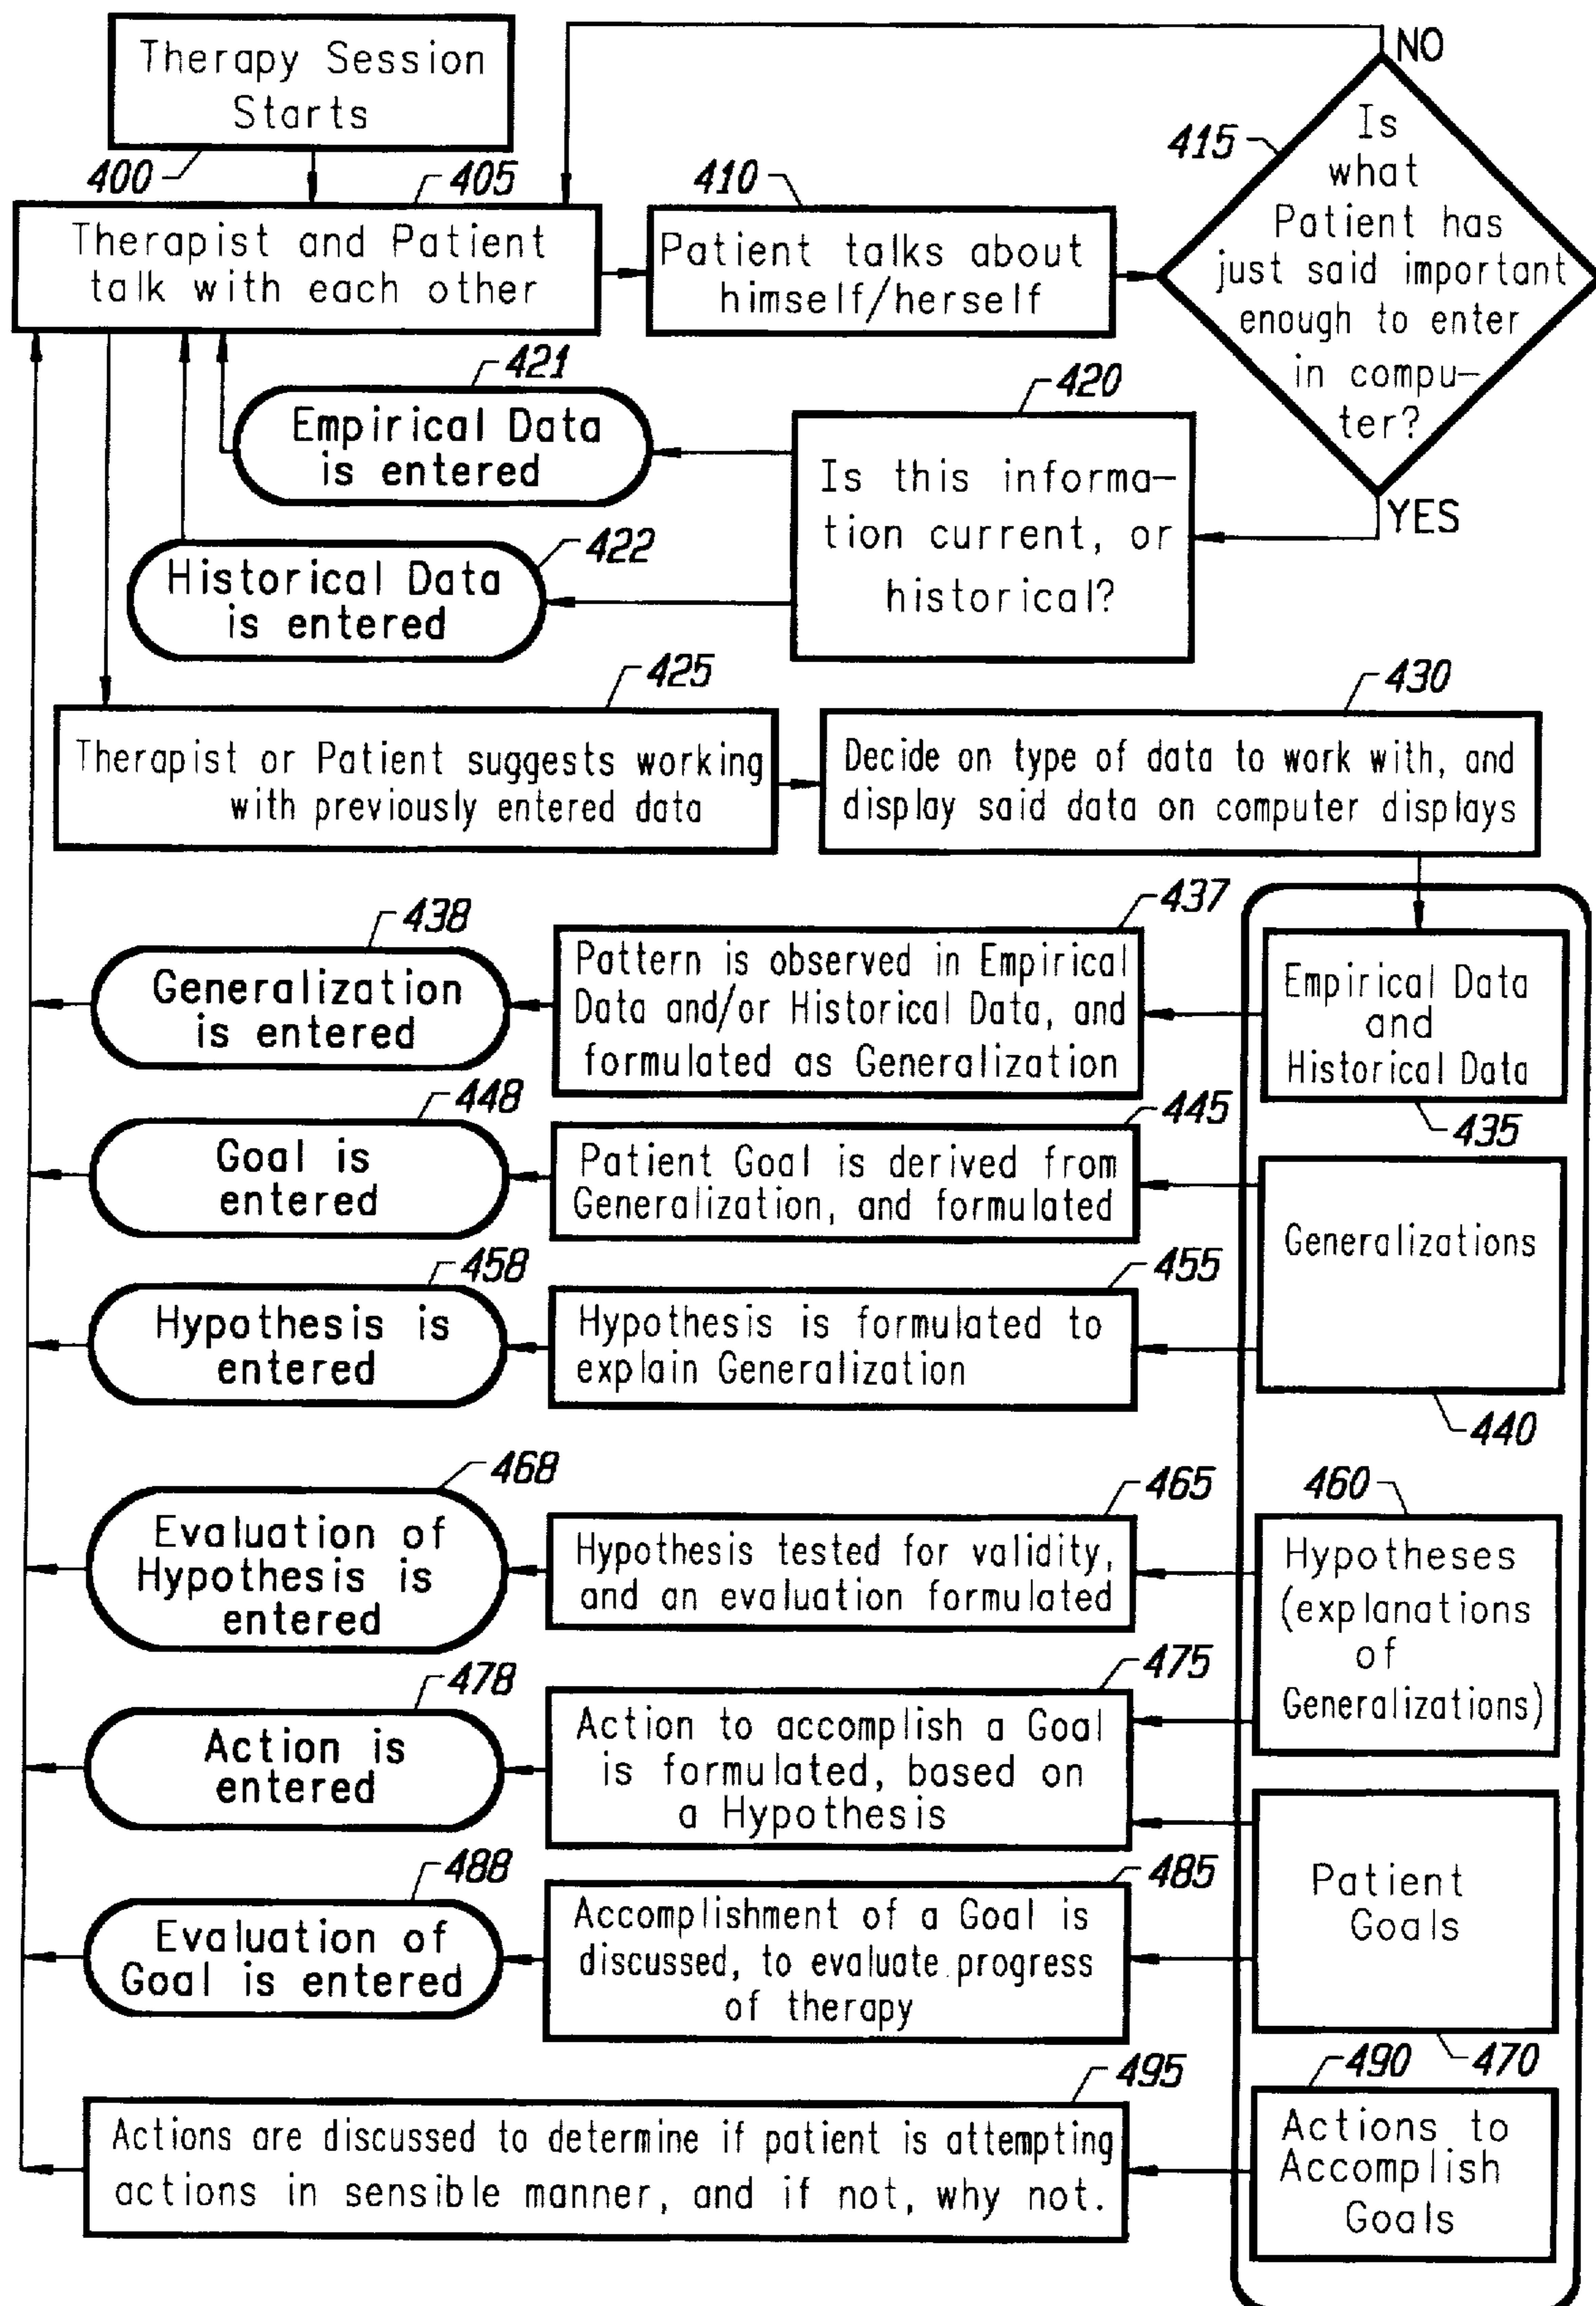 Therapy Session
Starts
400
405
Therapist and Patient
talk with each other
410
Patient talks about
himself/herself
NO
415
Is
what
Patient has
just said important
enough to enter
in compu-
ter?
YES
420
Is this informa-
tion current, or
historical?
421
Empirical Data
is entered
422
Historical Data
is entered
425
Therapist or Patient suggests working
with previously entered data
430
Decide on type of data to work with, and
display said data on computer displays
438
Generalization
is entered
437
Pattern is observed in Empirical
Data and/or Historical Data, and
formulated as Generalization
Empirical Data
and
Historical Data
435
448
Goal is
entered
445
Patient Goal is derived from
Generalization, and formulated
Generalizations
440
458
Hypothesis is
entered
455
Hypothesis is formulated to
explain Generalization
468
Evaluation of
Hypothesis is
entered
465
Hypothesis tested for validity,
and an evaluation formulated
460
Hypotheses
(explanations
of
Generalizations)
478
Action is
entered
475
Action to accomplish a Goal
is formulated, based on
a Hypothesis
488
Evaluation of
Goal is entered
485
Accomplishment of a Goal is
discussed, to evaluate progress
of therapy
Patient
Goals
470
495
Actions are discussed to determine if patient is attempting
actions in sensible manner, and if not, why not.
490
Actions to
Accomplish
Goals